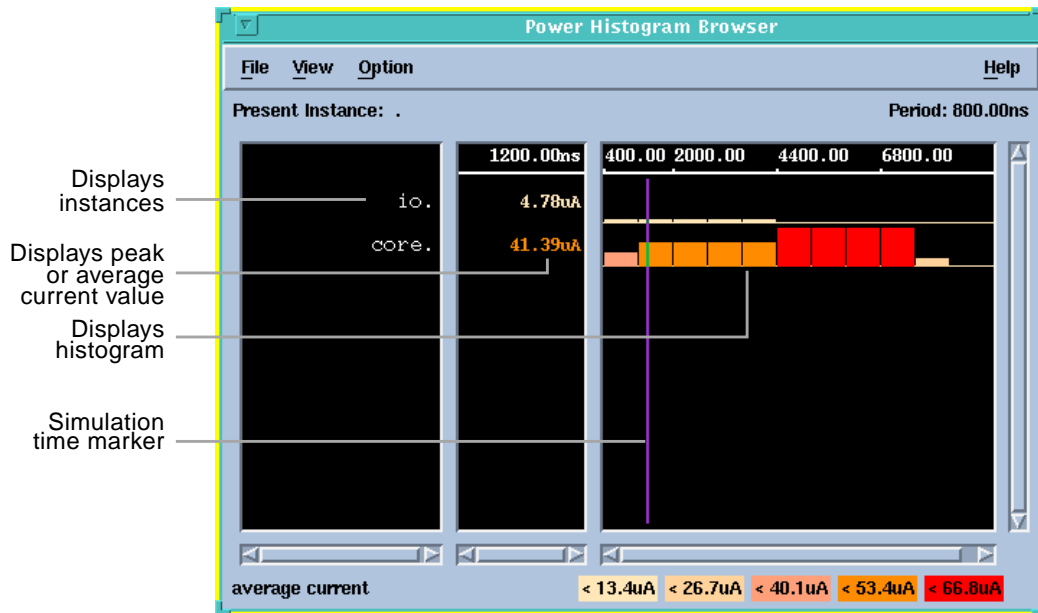 Power Histogram Browser
File View Option Help
Present Instance: . Period: 800.00ns
1200.00ns 400.00 2000.00 4400.00 6800.00
Displays
instances
io. 4.78uA
core. 41.39uA
Displays peak
or average
current value
Displays
histogram
Simulation
time marker
average current < 13.4uA < 26.7uA < 40.1uA < 53.4uA < 66.8uA